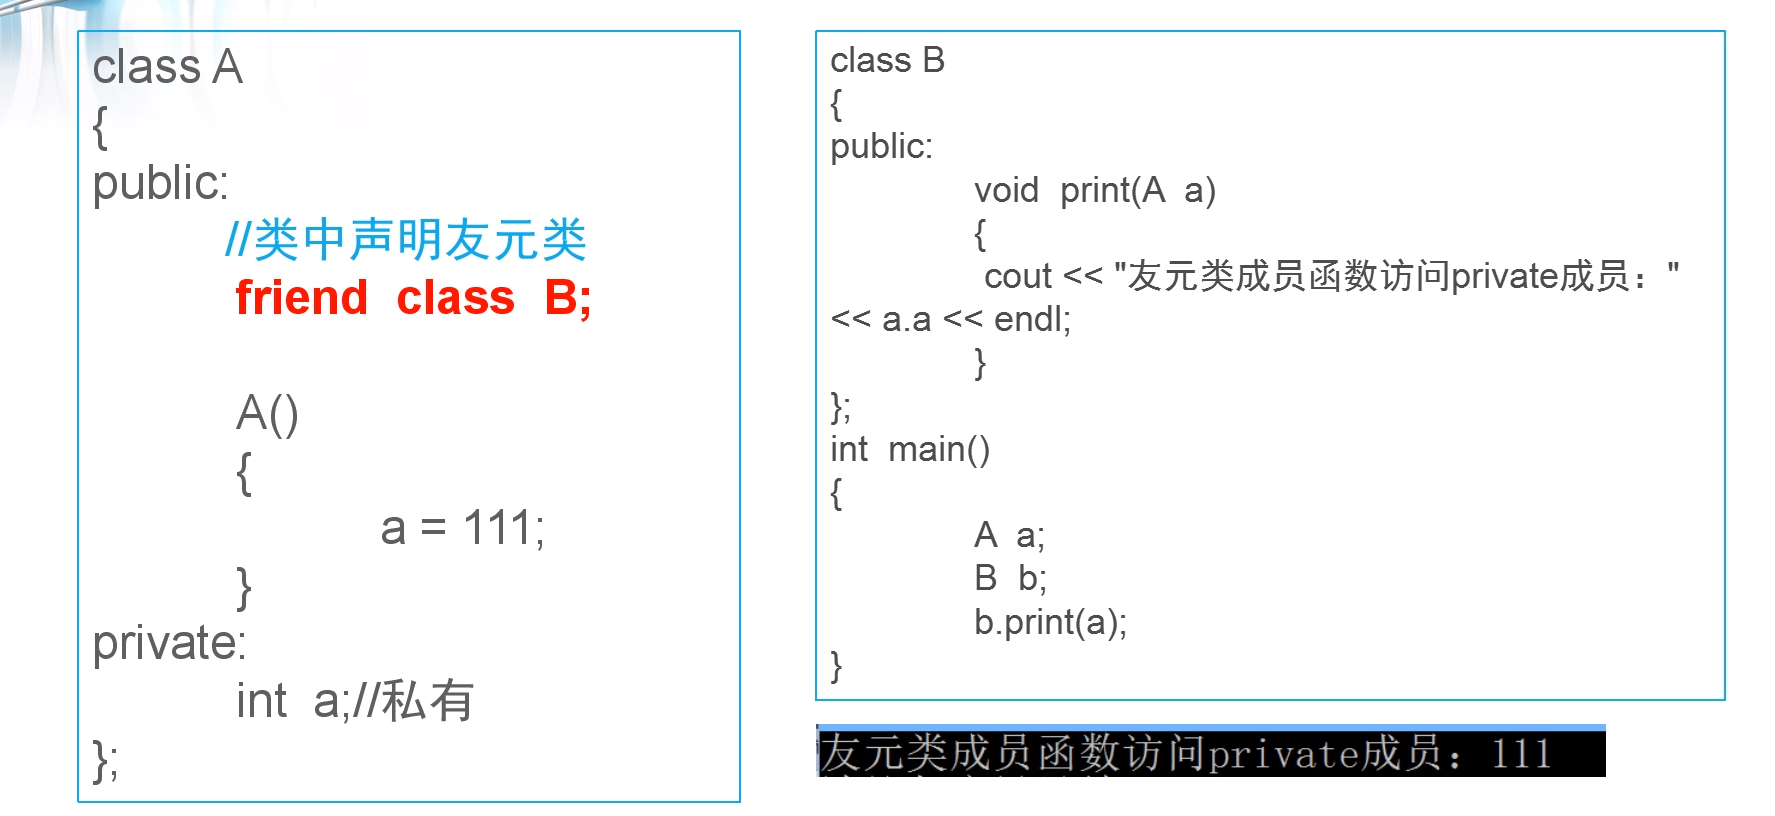 class A
{
public:
//类中声明友元类
friend class B;
A()
{
a = 111;
}
private:
int a;//私有
};
class B
{
public:
void print(A a)
{
cout << "友元类成员函数访问private成员："
<< a.a << endl;
}
};
int main()
{
A a;
B b;
b.print(a);
}
友元类成员函数访问private成员：111